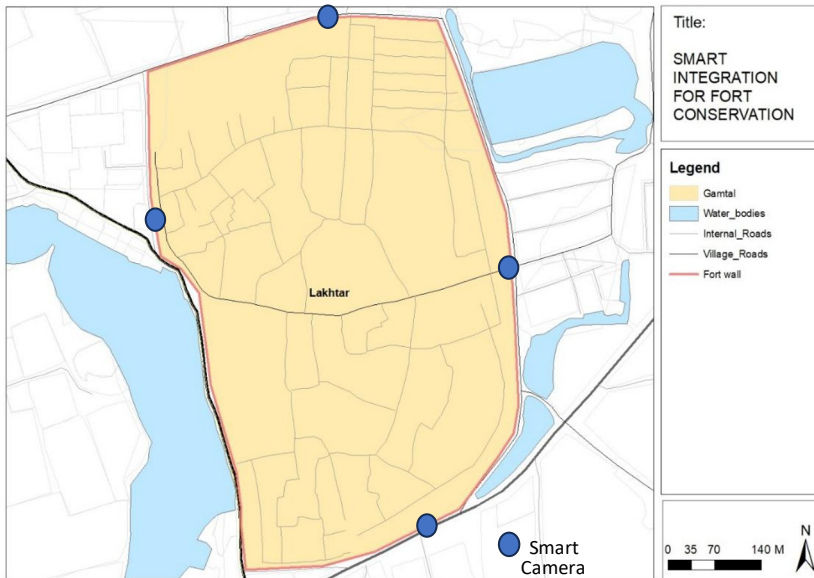 Title:
SMART
INTEGRATION
FOR FORT
CONSERVATION
Legend
Gamtal
Water_bodies
Internal_Roads
Village_Roads
Fort wall
Lakhtar
Smart
Camera
0 35 70 140 M
N